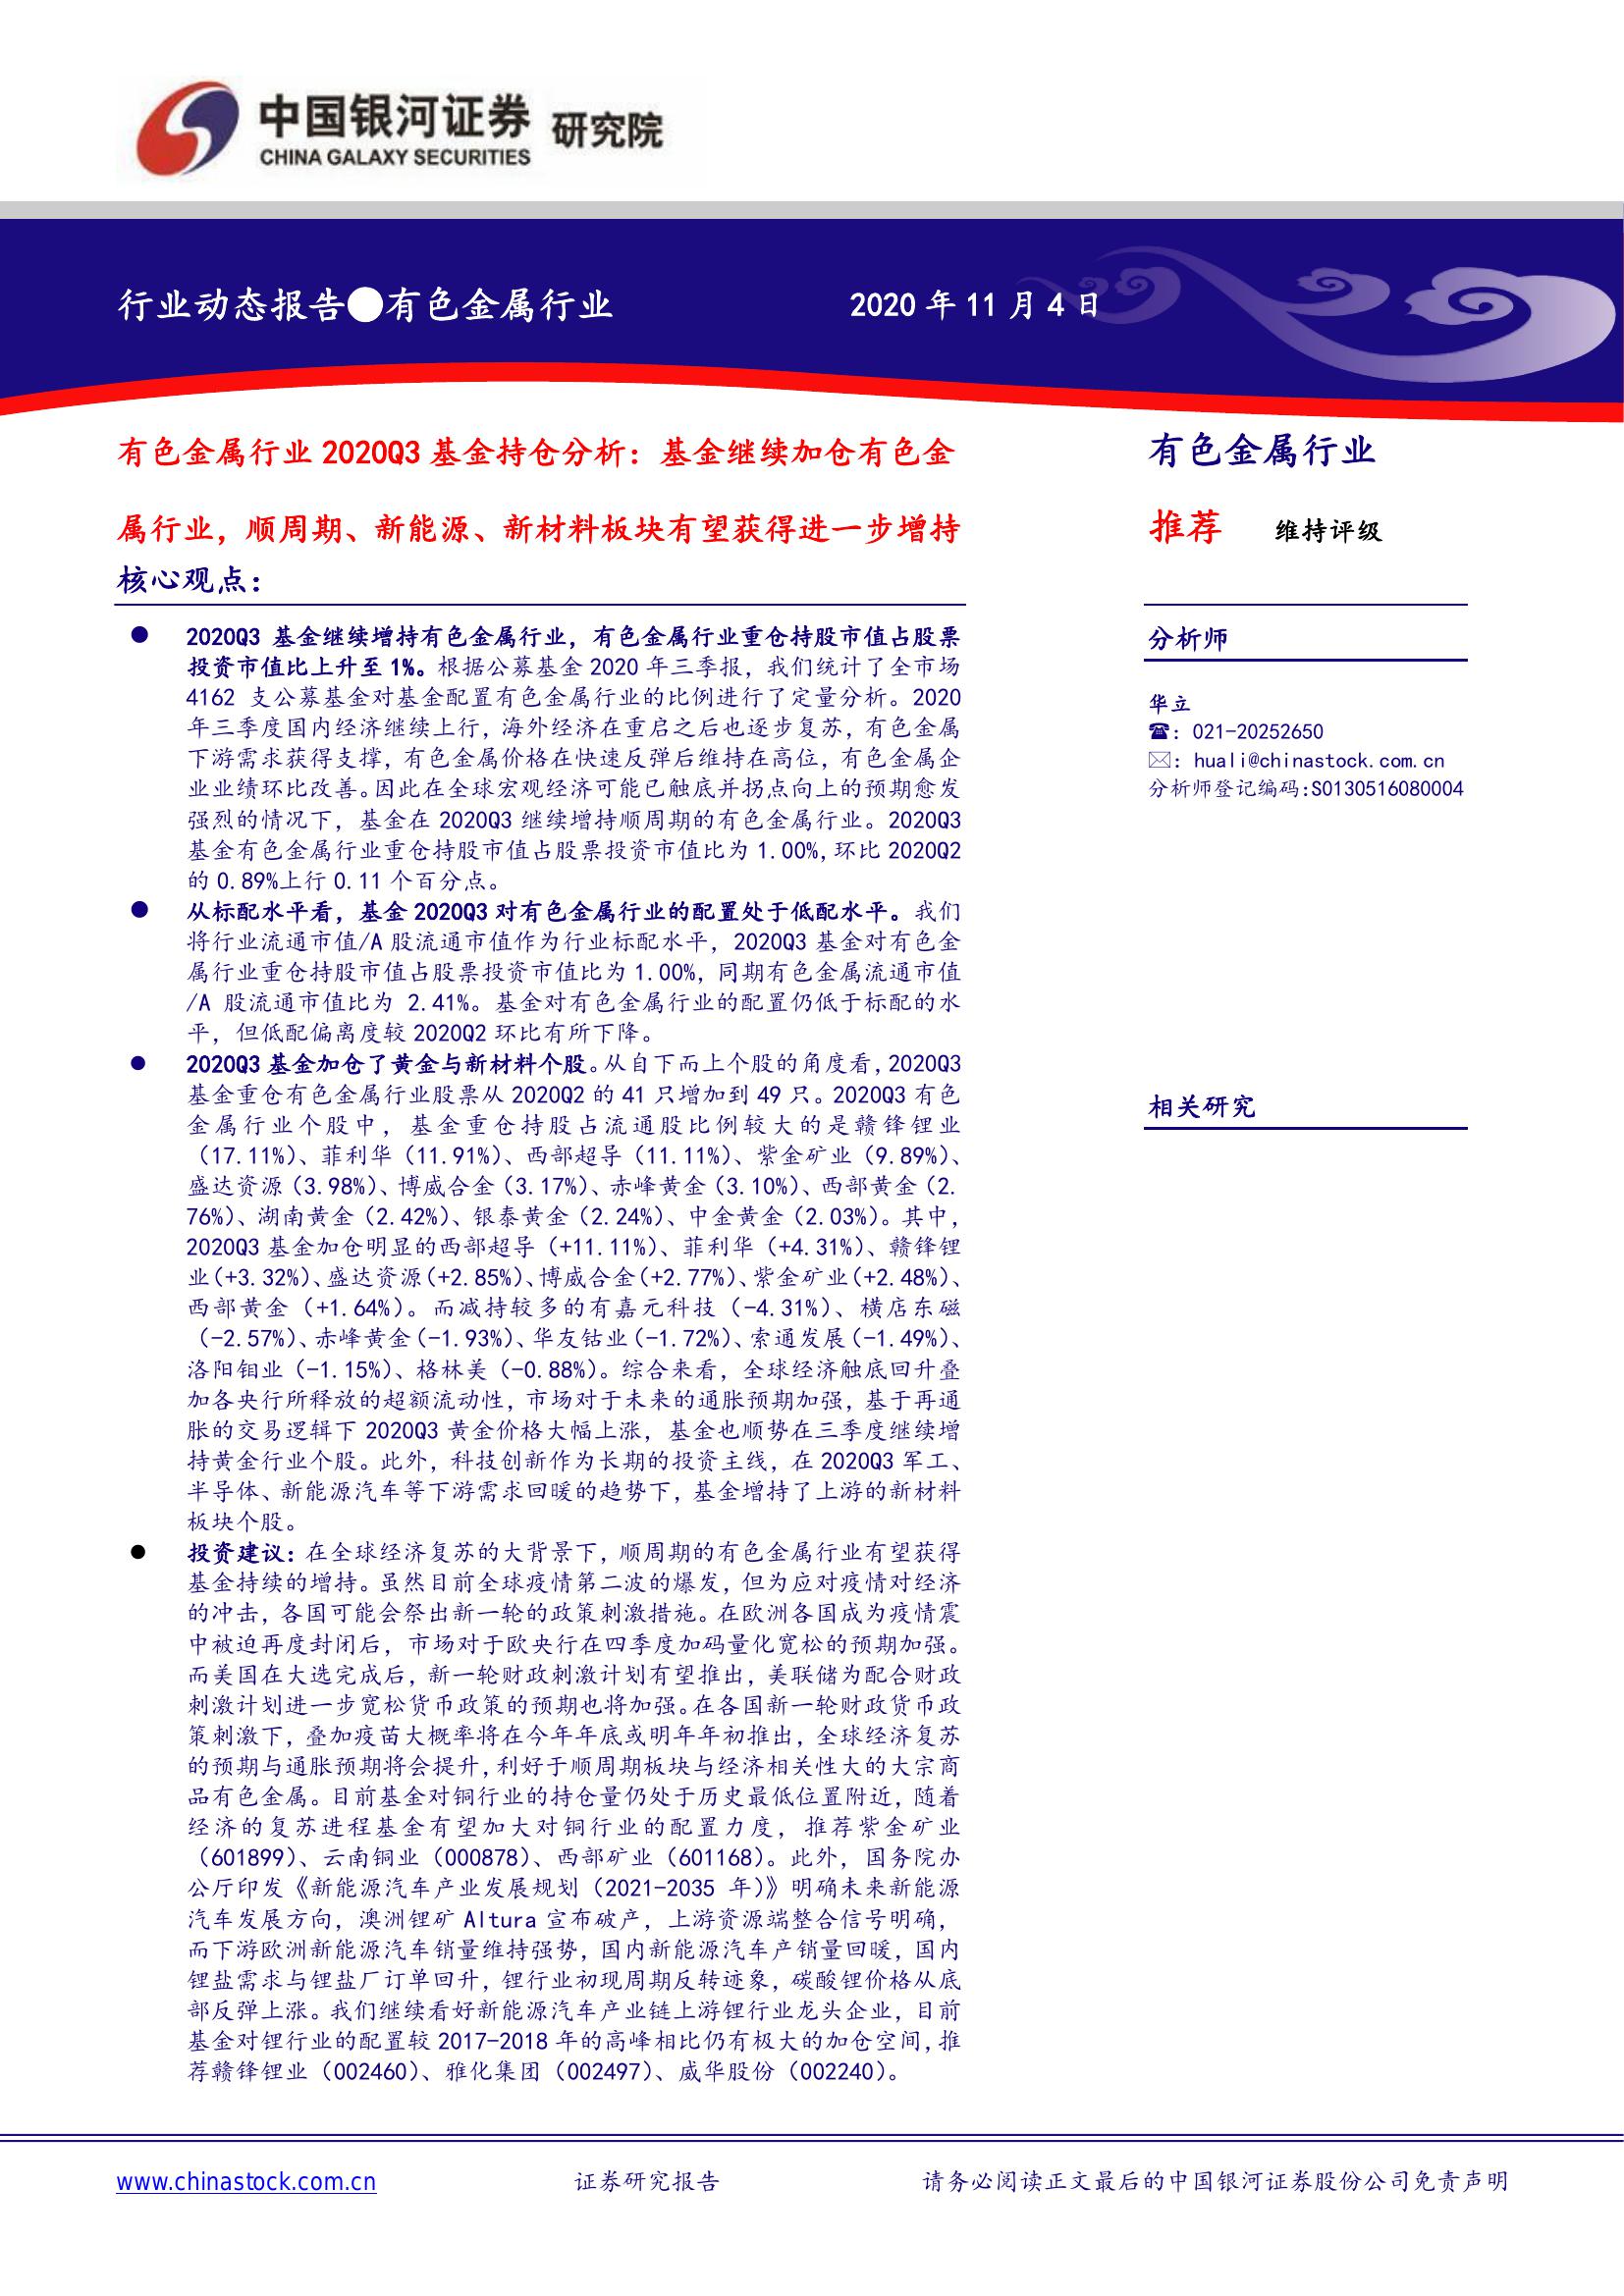 中国银河证券 研究院
CHINA GALAXY SECURITIES
行业动态报告●有色金属行业
2020 年 11 月 4 日
有色金属行业 2020Q3 基金持仓分析：基金继续加仓有色金
属行业，顺周期、新能源、新材料板块有望获得进一步增持
核心观点：
● 2020Q3 基金继续增持有色金属行业，有色金属行业重仓持股市值占股票
投资市值比上升至 1%。根据公募基金 2020 年三季报，我们统计了全市场
4162 支公募基金对基金配置有色金属行业的比例进行了定量分析。2020
年三季度国内经济继续上行，海外经济在重启之后也逐步复苏，有色金属
下游需求获得支撑，有色金属价格在快速反弹后维持在高位，有色金属企
业业绩环比改善。因此在全球宏观经济可能已触底并拐点向上的预期愈发
强烈的情况下，基金在 2020Q3 继续增持顺周期的有色金属行业。2020Q3
基金有色金属行业重仓持股市值占股票投资市值比为 1.00%，环比 2020Q2
的 0.89%上行 0.11 个百分点。
● 从标配水平看，基金 2020Q3 对有色金属行业的配置处于低配水平。我们
将行业流通市值/A 股流通市值作为行业标配水平，2020Q3 基金对有色金
属行业重仓持股市值占股票投资市值比为 1.00%，同期有色金属流通市值
/A 股流通市值比为 2.41%。基金对有色金属行业的配置仍低于标配的水
平，但低配偏离度较 2020Q2 环比有所下降。
● 2020Q3 基金加仓了黄金与新材料个股。从自下而上个股的角度看，2020Q3
基金重仓有色金属行业股票从 2020Q2 的 41 只增加到 49 只。2020Q3 有色
金属行业个股中，基金重仓持股占流通股比例较大的是赣锋锂业
（17.11%）、菲利华（11.91%）、西部超导（11.11%）、紫金矿业（9.89%）、
盛达资源（3.98%）、博威合金（3.17%）、赤峰黄金（3.10%）、西部黄金（2.
76%）、湖南黄金（2.42%）、银泰黄金（2.24%）、中金黄金（2.03%）。其中，
2020Q3 基金加仓明显的西部超导（+11.11%）、菲利华（+4.31%）、赣锋锂
业（+3.32%）、盛达资源（+2.85%）、博威合金（+2.77%）、紫金矿业（+2.48%）、
西部黄金（+1.64%）。而减持较多的有嘉元科技（-4.31%）、横店东磁
（-2.57%）、赤峰黄金（-1.93%）、华友钴业（-1.72%）、索通发展（-1.49%）、
洛阳钼业（-1.15%）、格林美（-0.88%）。综合来看，全球经济触底回升叠
加各央行所释放的超额流动性，市场对于未来的通胀预期加强，基于再通
胀的交易逻辑下 2020Q3 黄金价格大幅上涨，基金也顺势在三季度继续增
持黄金行业个股。此外，科技创新作为长期的投资主线，在 2020Q3 军工、
半导体、新能源汽车等下游需求回暖的趋势下，基金增持了上游的新材料
板块个股。
● 投资建议：在全球经济复苏的大背景下，顺周期的有色金属行业有望获得
基金持续的增持。虽然目前全球疫情第二波的爆发，但为应对疫情对经济
的冲击，各国可能会祭出新一轮的政策刺激措施。在欧洲各国成为疫情震
中被迫再度封闭后，市场对于欧央行在四季度加码量化宽松的预期加强。
而美国在大选完成后，新一轮财政刺激计划有望推出，美联储为配合财政
刺激计划进一步宽松货币政策的预期也将加强。在各国新一轮财政货币政
策刺激下，叠加疫苗大概率将在今年年底或明年年初推出，全球经济复苏
的预期与通胀预期将会提升，利好于顺周期板块与经济相关性大的大宗商
品有色金属。目前基金对铜行业的持仓量仍处于历史最低位置附近，随着
经济的复苏进程基金有望加大对铜行业的配置力度，推荐紫金矿业
（601899）、云南铜业（000878）、西部矿业（601168）。此外，国务院办
公厅印发《新能源汽车产业发展规划（2021-2035 年）》明确未来新能源
汽车发展方向，澳洲锂矿 Altura 宣布破产，上游资源端整合信号明确，
而下游欧洲新能源汽车销量维持强势，国内新能源汽车产销量回暖，国内
锂盐需求与锂盐厂订单回升，锂行业初现周期反转迹象，碳酸锂价格从底
部反弹上涨。我们继续看好新能源汽车产业链上游锂行业龙头企业，目前
基金对锂行业的配置较 2017-2018 年的高峰相比仍有极大的加仓空间，推
荐赣锋锂业（002460）、雅化集团（002497）、威华股份（002240）。
有色金属行业
推荐 维持评级
分析师
华立
☎：021-20252650
✉：huali@chinastock.com.cn
分析师登记编码:S0130516080004
相关研究
www.chinastock.com.cn
证券研究报告
请务必阅读正文最后的中国银河证券股份公司免责声明